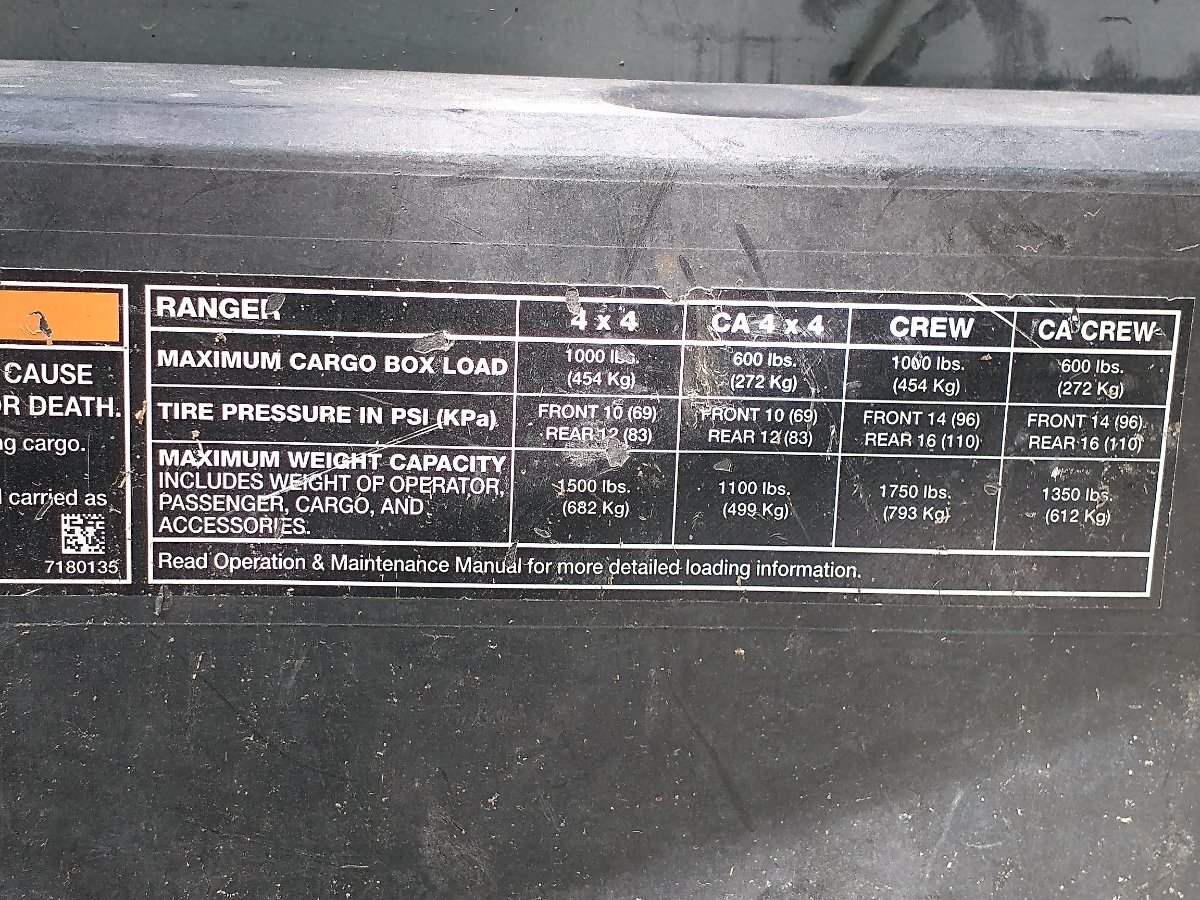 CAUSE
OR DEATH.
ng cargo.
d carried as
7180135
RANGER 4 x 4 CA 4 x 4 CREW CA CREW
MAXIMUM CARGO BOX LOAD 1000 lbs. (454 Kg) 600 lbs. (272 Kg) 1000 lbs. (454 Kg) 600 lbs. (272 Kg)
TIRE PRESSURE IN PSI (KPa) FRONT 10 (69) REAR 12 (83) FRONT 10 (69) REAR 12 (83) FRONT 14 (96) REAR 16 (110) FRONT 14 (96) REAR 16 (110)
MAXIMUM WEIGHT CAPACITY
INCLUDES WEIGHT OF OPERATOR,
PASSENGER, CARGO, AND
ACCESSORIES.
1500 lbs. (682 Kg) 1100 lbs. (499 Kg) 1750 lbs. (793 Kg) 1350 lbs. (612 Kg)
Read Operation & Maintenance Manual for more detailed loading information.